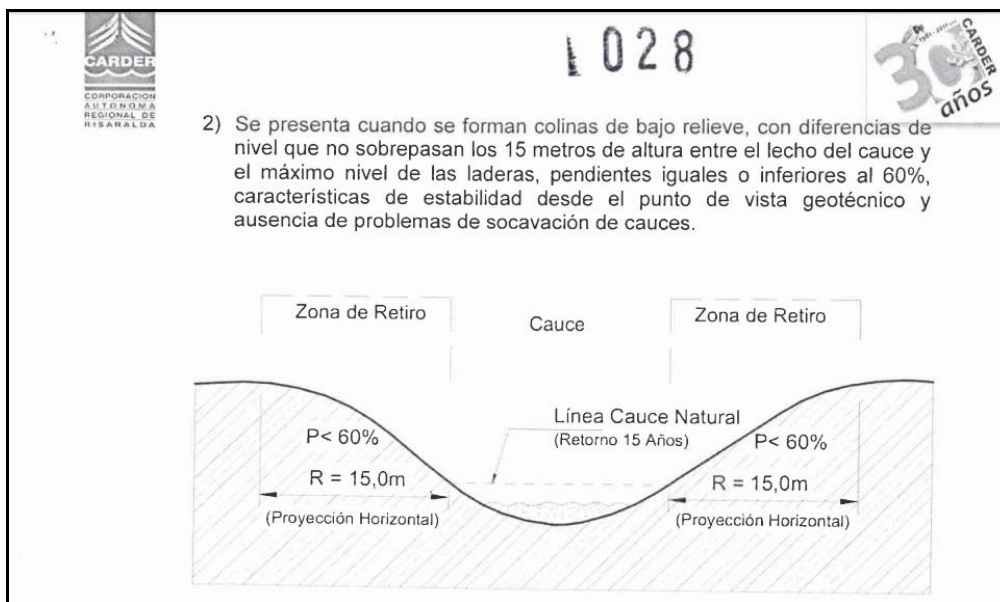 CARDER
CORPORACION
AUTONOMA
REGIONAL DE
RISARALDA
1028
30
De
1981-2011
CARDER
años
2) Se presenta cuando se forman colinas de bajo relieve, con diferencias de
nivel que no sobrepasan los 15 metros de altura entre el lecho del cauce y
el máximo nivel de las laderas, pendientes iguales o inferiores al 60%,
características de estabilidad desde el punto de vista geotécnico y
ausencia de problemas de socavación de cauces.
Zona de Retiro
Cauce
Zona de Retiro
Línea Cauce Natural
(Retorno 15 Años)
P< 60%
P< 60%
R = 15,0m
R = 15,0m
(Proyección Horizontal)
(Proyección Horizontal)